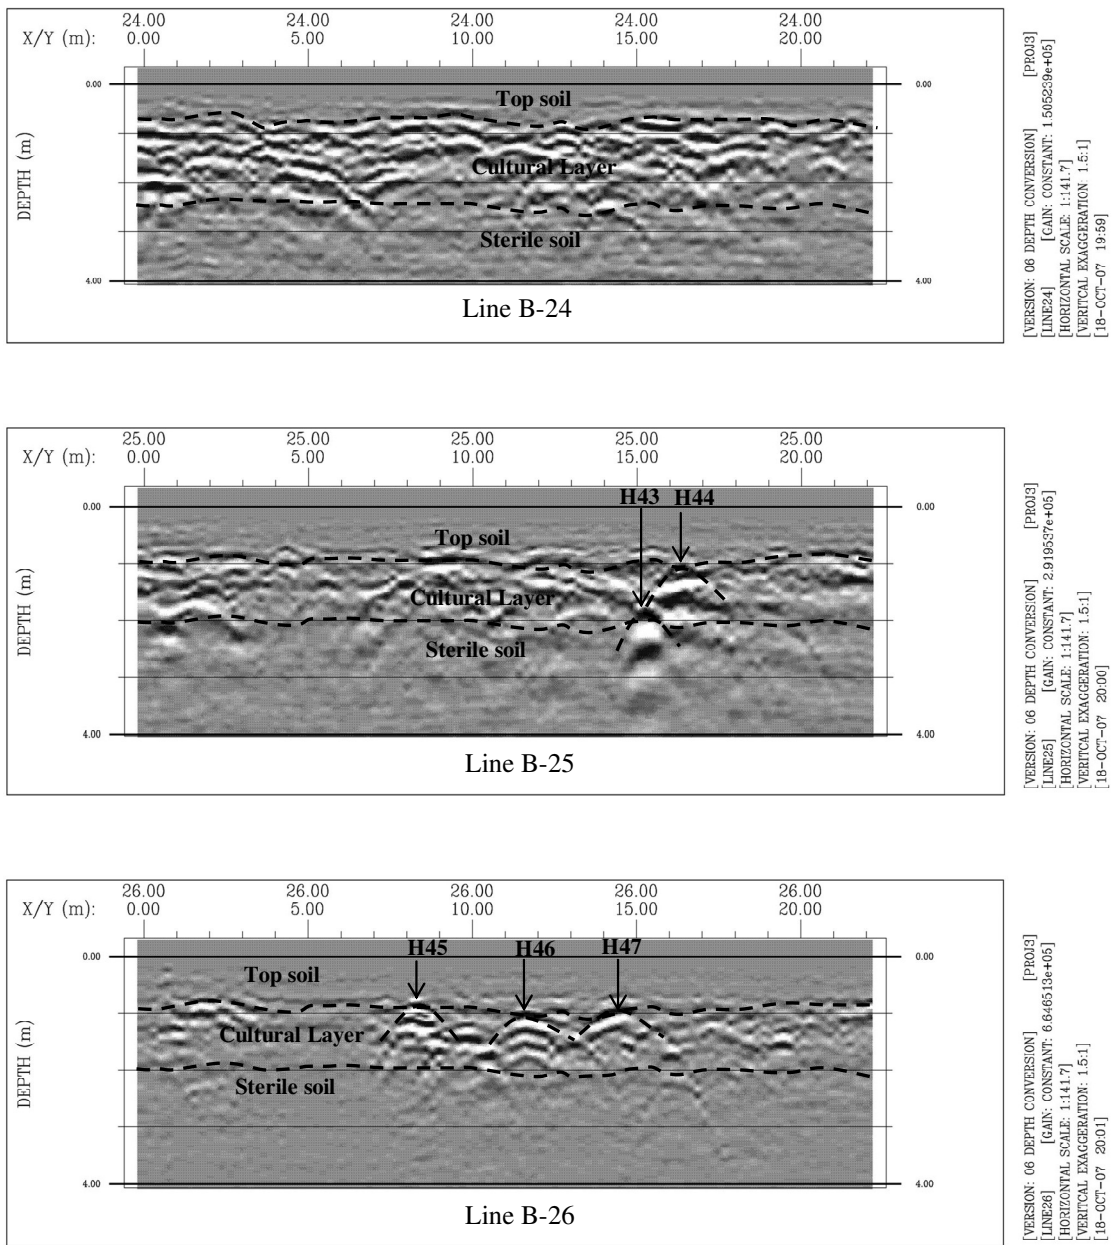 24.00 24.00 24.00 24.00 24.00
X/Y (m): 0.00 5.00 10.00 15.00 20.00
0.00 0.00
Top soil
DEPTH (m)
Cultural Layer
Sterile soil
4.00 4.00
Line B-24
[VERSION: 06 DEPTH CONVERSION] [PROJ3]
[LINE24] [GAIN: CONSTANT: 1.505239e+05]
[HORIZONTAL SCALE: 1:141.7]
[VERITCAL EXAGGERATION: 1.5:1]
[18-OCT-07 19:59]
25.00 25.00 25.00 25.00 25.00
X/Y (m): 0.00 5.00 10.00 15.00 20.00
H43 H44
0.00 0.00
Top soil
DEPTH (m)
Cultural Layer
Sterile soil
4.00 4.00
Line B-25
[VERSION: 06 DEPTH CONVERSION] [PROJ3]
[LINE25] [GAIN: CONSTANT: 2.919537e+05]
[HORIZONTAL SCALE: 1:141.7]
[VERITCAL EXAGGERATION: 1.5:1]
[18-OCT-07 20:00]
26.00 26.00 26.00 26.00 26.00
X/Y (m): 0.00 5.00 10.00 15.00 20.00
H45 H46 H47
0.00 0.00
Top soil
DEPTH (m)
Cultural Layer
Sterile soil
4.00 4.00
Line B-26
[VERSION: 06 DEPTH CONVERSION] [PROJ3]
[LINE26] [GAIN: CONSTANT: 6.646513e+05]
[HORIZONTAL SCALE: 1:141.7]
[VERITCAL EXAGGERATION: 1.5:1]
[18-OCT-07 20:01]